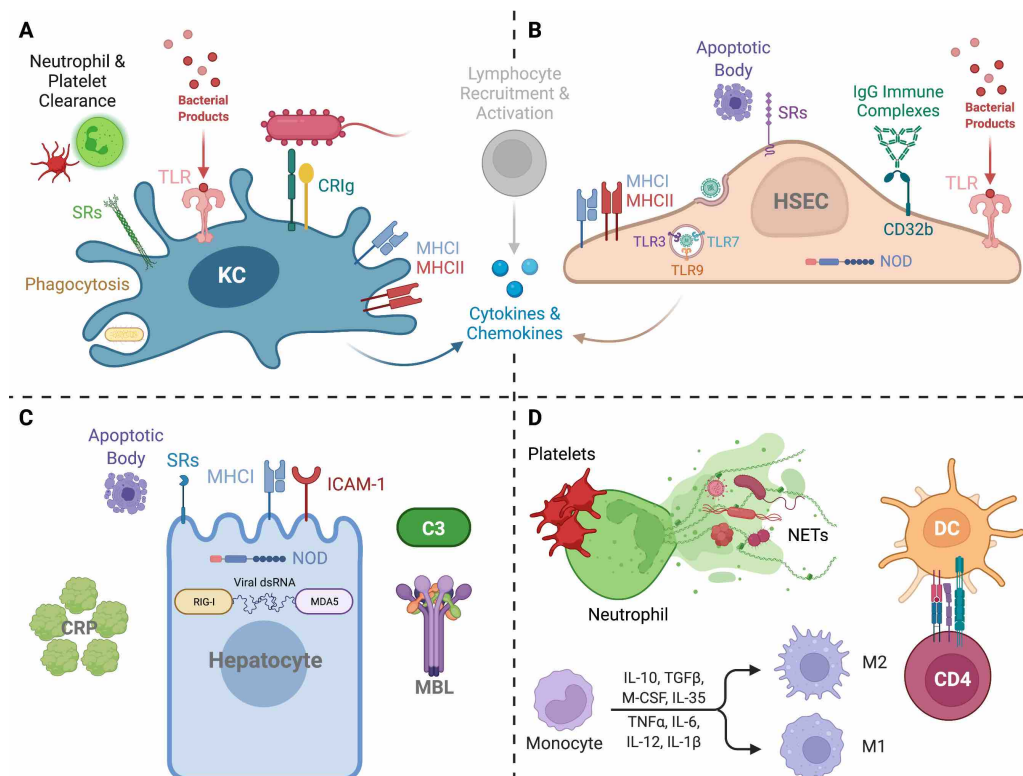 A
Neutrophil &
Platelet
Clearance
Bacterial
Products
TLR
SRs
CRIg
MHCI
MHCII
KC
Phagocytosis
Lymphocyte
Recruitment &
Activation
Cytokines &
Chemokines
B
Apoptotic
Body
SRs
IgG Immune
Complexes
Bacterial
Products
MHCI
MHCII
HSEC
TLR
CD32b
TLR3
TLR7
TLR9
NOD
C
Apoptotic
Body
SRs
MHCI
ICAM-1
C3
NOD
Viral dsRNA
RIG-I
MDA5
CRP
Hepatocyte
MBL
D
Platelets
NETs
Neutrophil
DC
CD4
Monocyte
IL-10, TGFβ,
M-CSF, IL-35
TNFα, IL-6,
IL-12, IL-1β
M2
M1